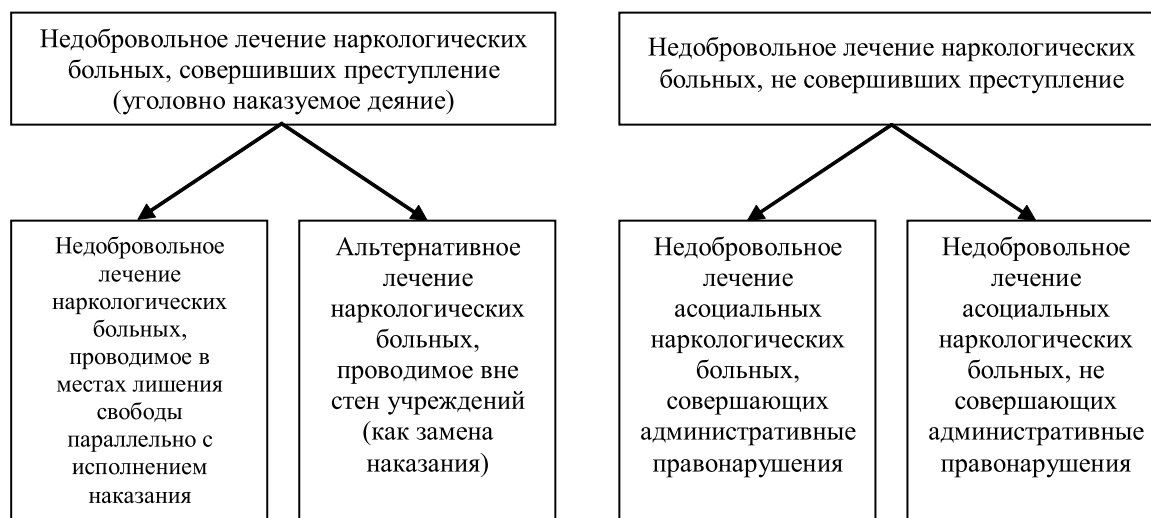 Недобровольное лечение наркологических
больных, совершивших преступление
(уголовно наказуемое деяние)
Недобровольное лечение наркологических
больных, не совершивших преступление
Недобровольное
лечение
наркологических
больных,
проводимое в
местах лишения
свободы
параллельно с
исполнением
наказания
Альтернативное
лечение
наркологических
больных,
проводимое вне
стен учреждений
(как замена
наказания)
Недобровольное
лечение
асоциальных
наркологических
больных,
совершающих
административные
правонарушения
Недобровольное
лечение
асоциальных
наркологических
больных, не
совершающих
административные
правонарушения